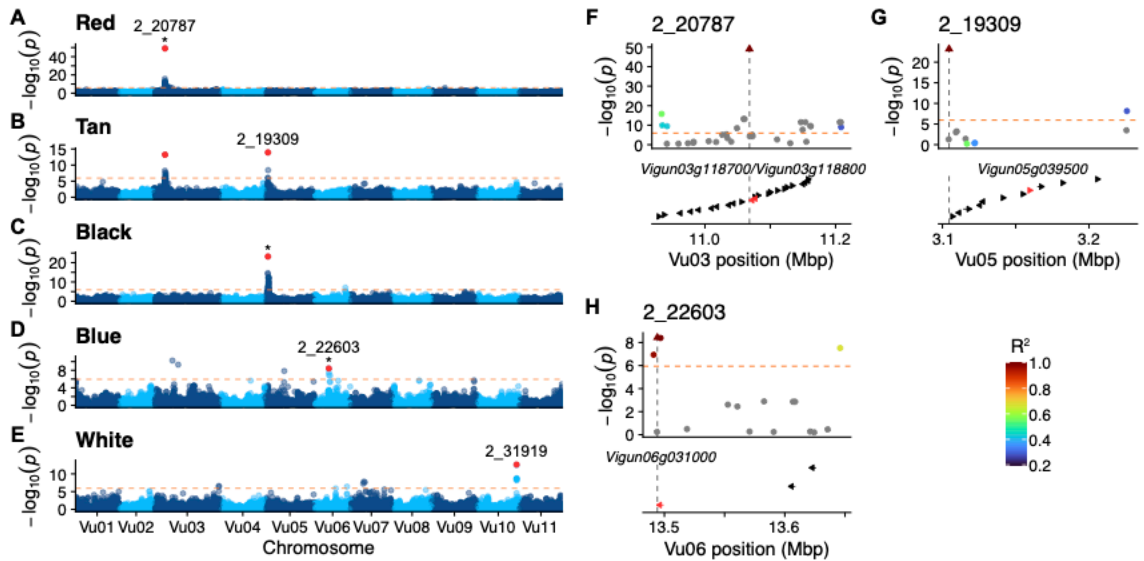 A
Red
2_20787
*
−log10(p)
40
20
0
B
Tan
2_19309
−log10(p)
15
10
5
0
C
Black
*
−log10(p)
20
10
0
D
Blue
2_22603
*
−log10(p)
8
4
0
E
White
2_31919
−log10(p)
10
5
0
Vu01 Vu02 Vu03 Vu04 Vu05 Vu06 Vu07 Vu08 Vu09 Vu10 Vu11
Chromosome
F
2_20787
−log10(p)
50
40
30
20
10
0
Vigun03g118700/Vigun03g118800
11.0 11.2
Vu03 position (Mbp)
G
2_19309
−log10(p)
20
15
10
5
0
Vigun05g039500
3.1 3.2
Vu05 position (Mbp)
H
2_22603
−log10(p)
8
6
4
2
0
Vigun06g031000
13.5 13.6
Vu06 position (Mbp)
R2
1.0
0.8
0.6
0.4
0.2